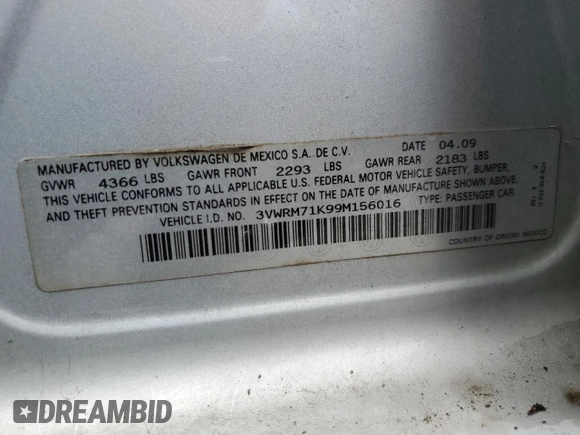 MANUFACTURED BY VOLKSWAGEN DE MEXICO S.A. DE C.V. DATE 04.09
GVWR 4366 LBS GAWR FRONT 2293 LBS GAWR REAR 2183 LBS
THIS VEHICLE CONFORMS TO ALL APPLICABLE U.S. FEDERAL MOTOR VEHICLE SAFETY, BUMPER,
AND THEFT PREVENTION STANDARDS IN EFFECT ON THE DATE OF MANUFACTURE SHOWN ABOVE.
VEHICLE I.D. NO. 3VWRM71K99M156016 TYPE: PASSENGER CAR
COUNTRY OF ORIGIN: MEXICO
DREAMBID